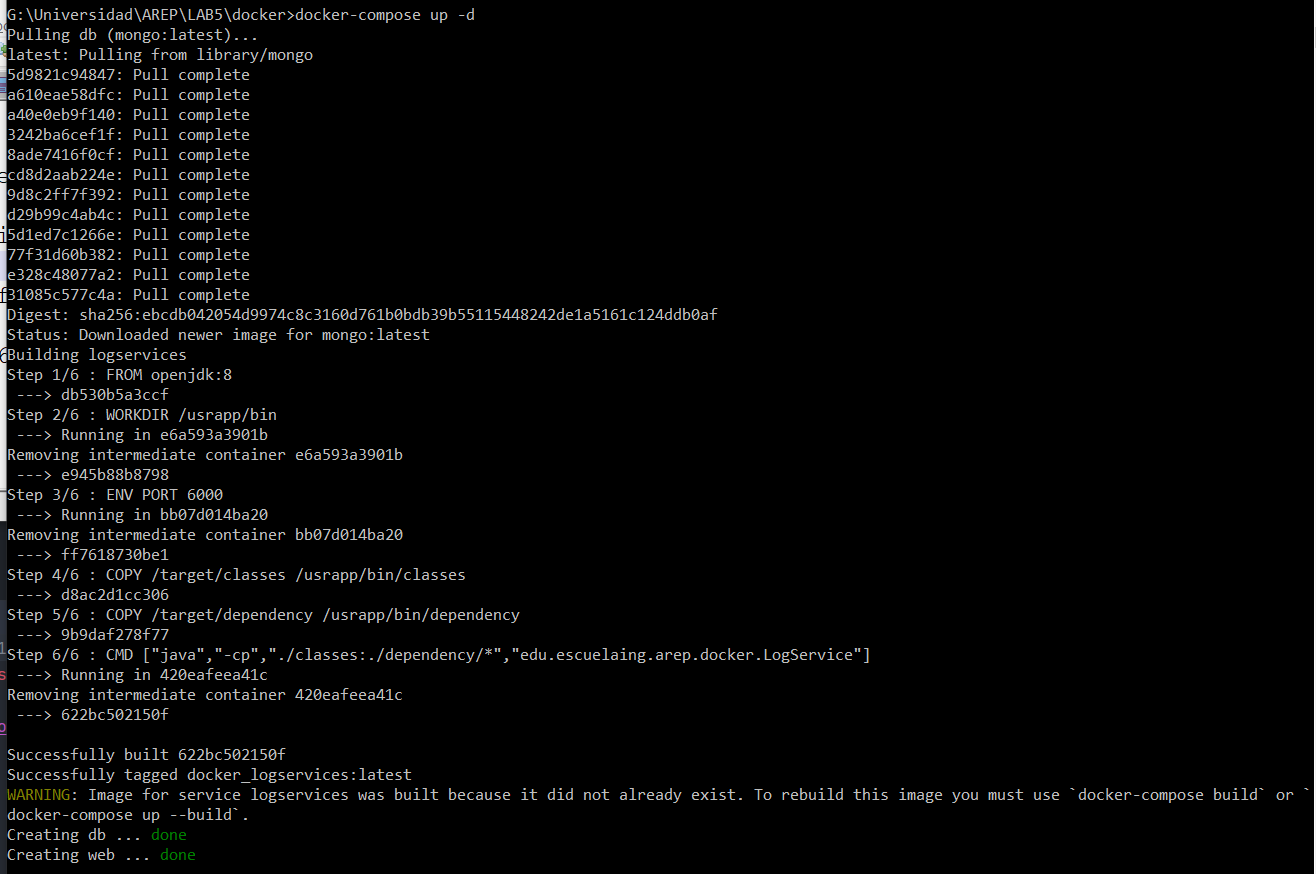 G:\Universidad\AREP\LAB5\docker>docker-compose up -d
Pulling db (mongo:latest)...
latest: Pulling from library/mongo
5d9821c94847: Pull complete
a610eae58dfc: Pull complete
a40e0eb9f140: Pull complete
3242ba6cef1f: Pull complete
8ade7416f0cf: Pull complete
cd8d2aab224e: Pull complete
9d8c2ff7f392: Pull complete
d29b99c4ab4c: Pull complete
5d1ed7c1266e: Pull complete
77f31d60b382: Pull complete
e328c48077a2: Pull complete
31085c577c4a: Pull complete
Digest: sha256:ebcdb042054d9974c8c3160d761b0bdb39b55115448242de1a5161c124ddb0af
Status: Downloaded newer image for mongo:latest
Building logservices
Step 1/6 : FROM openjdk:8
 ---> db530b5a3ccf
Step 2/6 : WORKDIR /usrapp/bin
 ---> Running in e6a593a3901b
Removing intermediate container e6a593a3901b
 ---> e945b88b8798
Step 3/6 : ENV PORT 6000
 ---> Running in bb07d014ba20
Removing intermediate container bb07d014ba20
 ---> ff7618730be1
Step 4/6 : COPY /target/classes /usrapp/bin/classes
 ---> d8ac2d1cc306
Step 5/6 : COPY /target/dependency /usrapp/bin/dependency
 ---> 9b9daf278f77
Step 6/6 : CMD ["java","-cp","./classes:./dependency/*","edu.escuelaing.arep.docker.LogService"]
 ---> Running in 420eafeea41c
Removing intermediate container 420eafeea41c
 ---> 622bc502150f
Successfully built 622bc502150f
Successfully tagged docker_logservices:latest
WARNING: Image for service logservices was built because it did not already exist. To rebuild this image you must use `docker-compose build` or `
docker-compose up --build`.
Creating db ... done
Creating web ... done